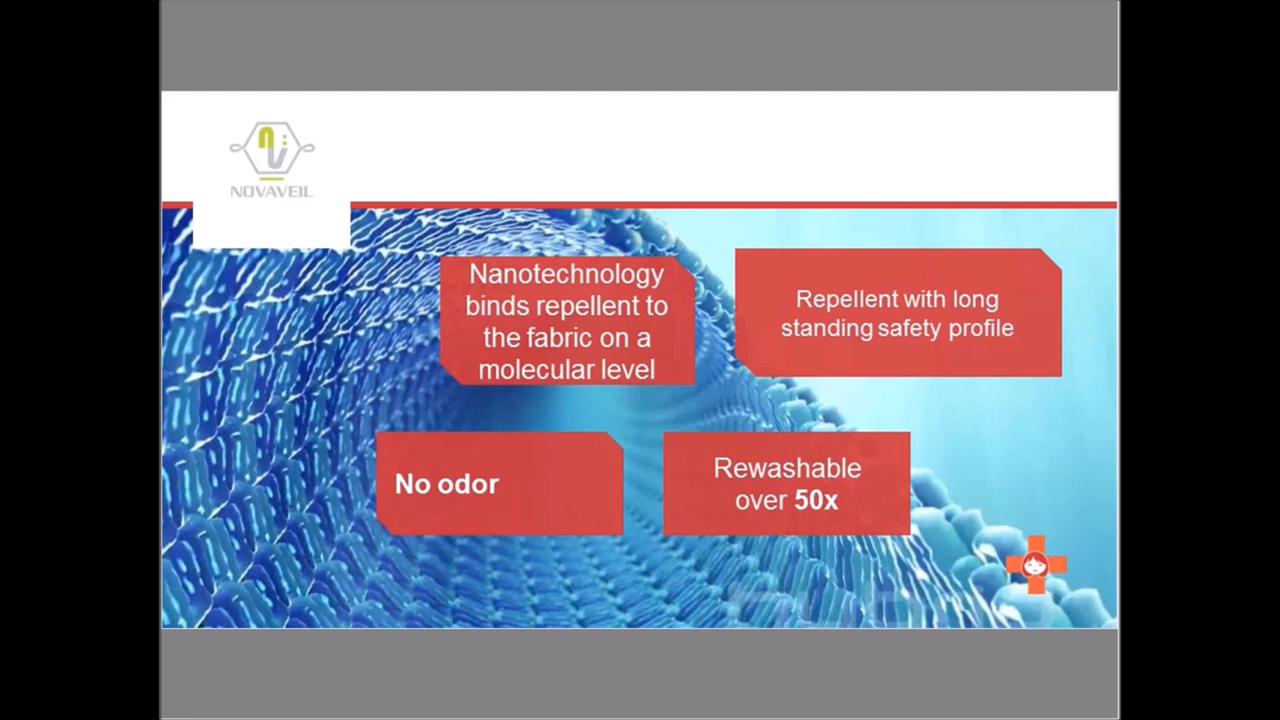 NOVAVEIL
Nanotechnology
binds repellent to
the fabric on a
molecular level
Repellent with long
standing safety profile
No odor
Rewashable
over 50x